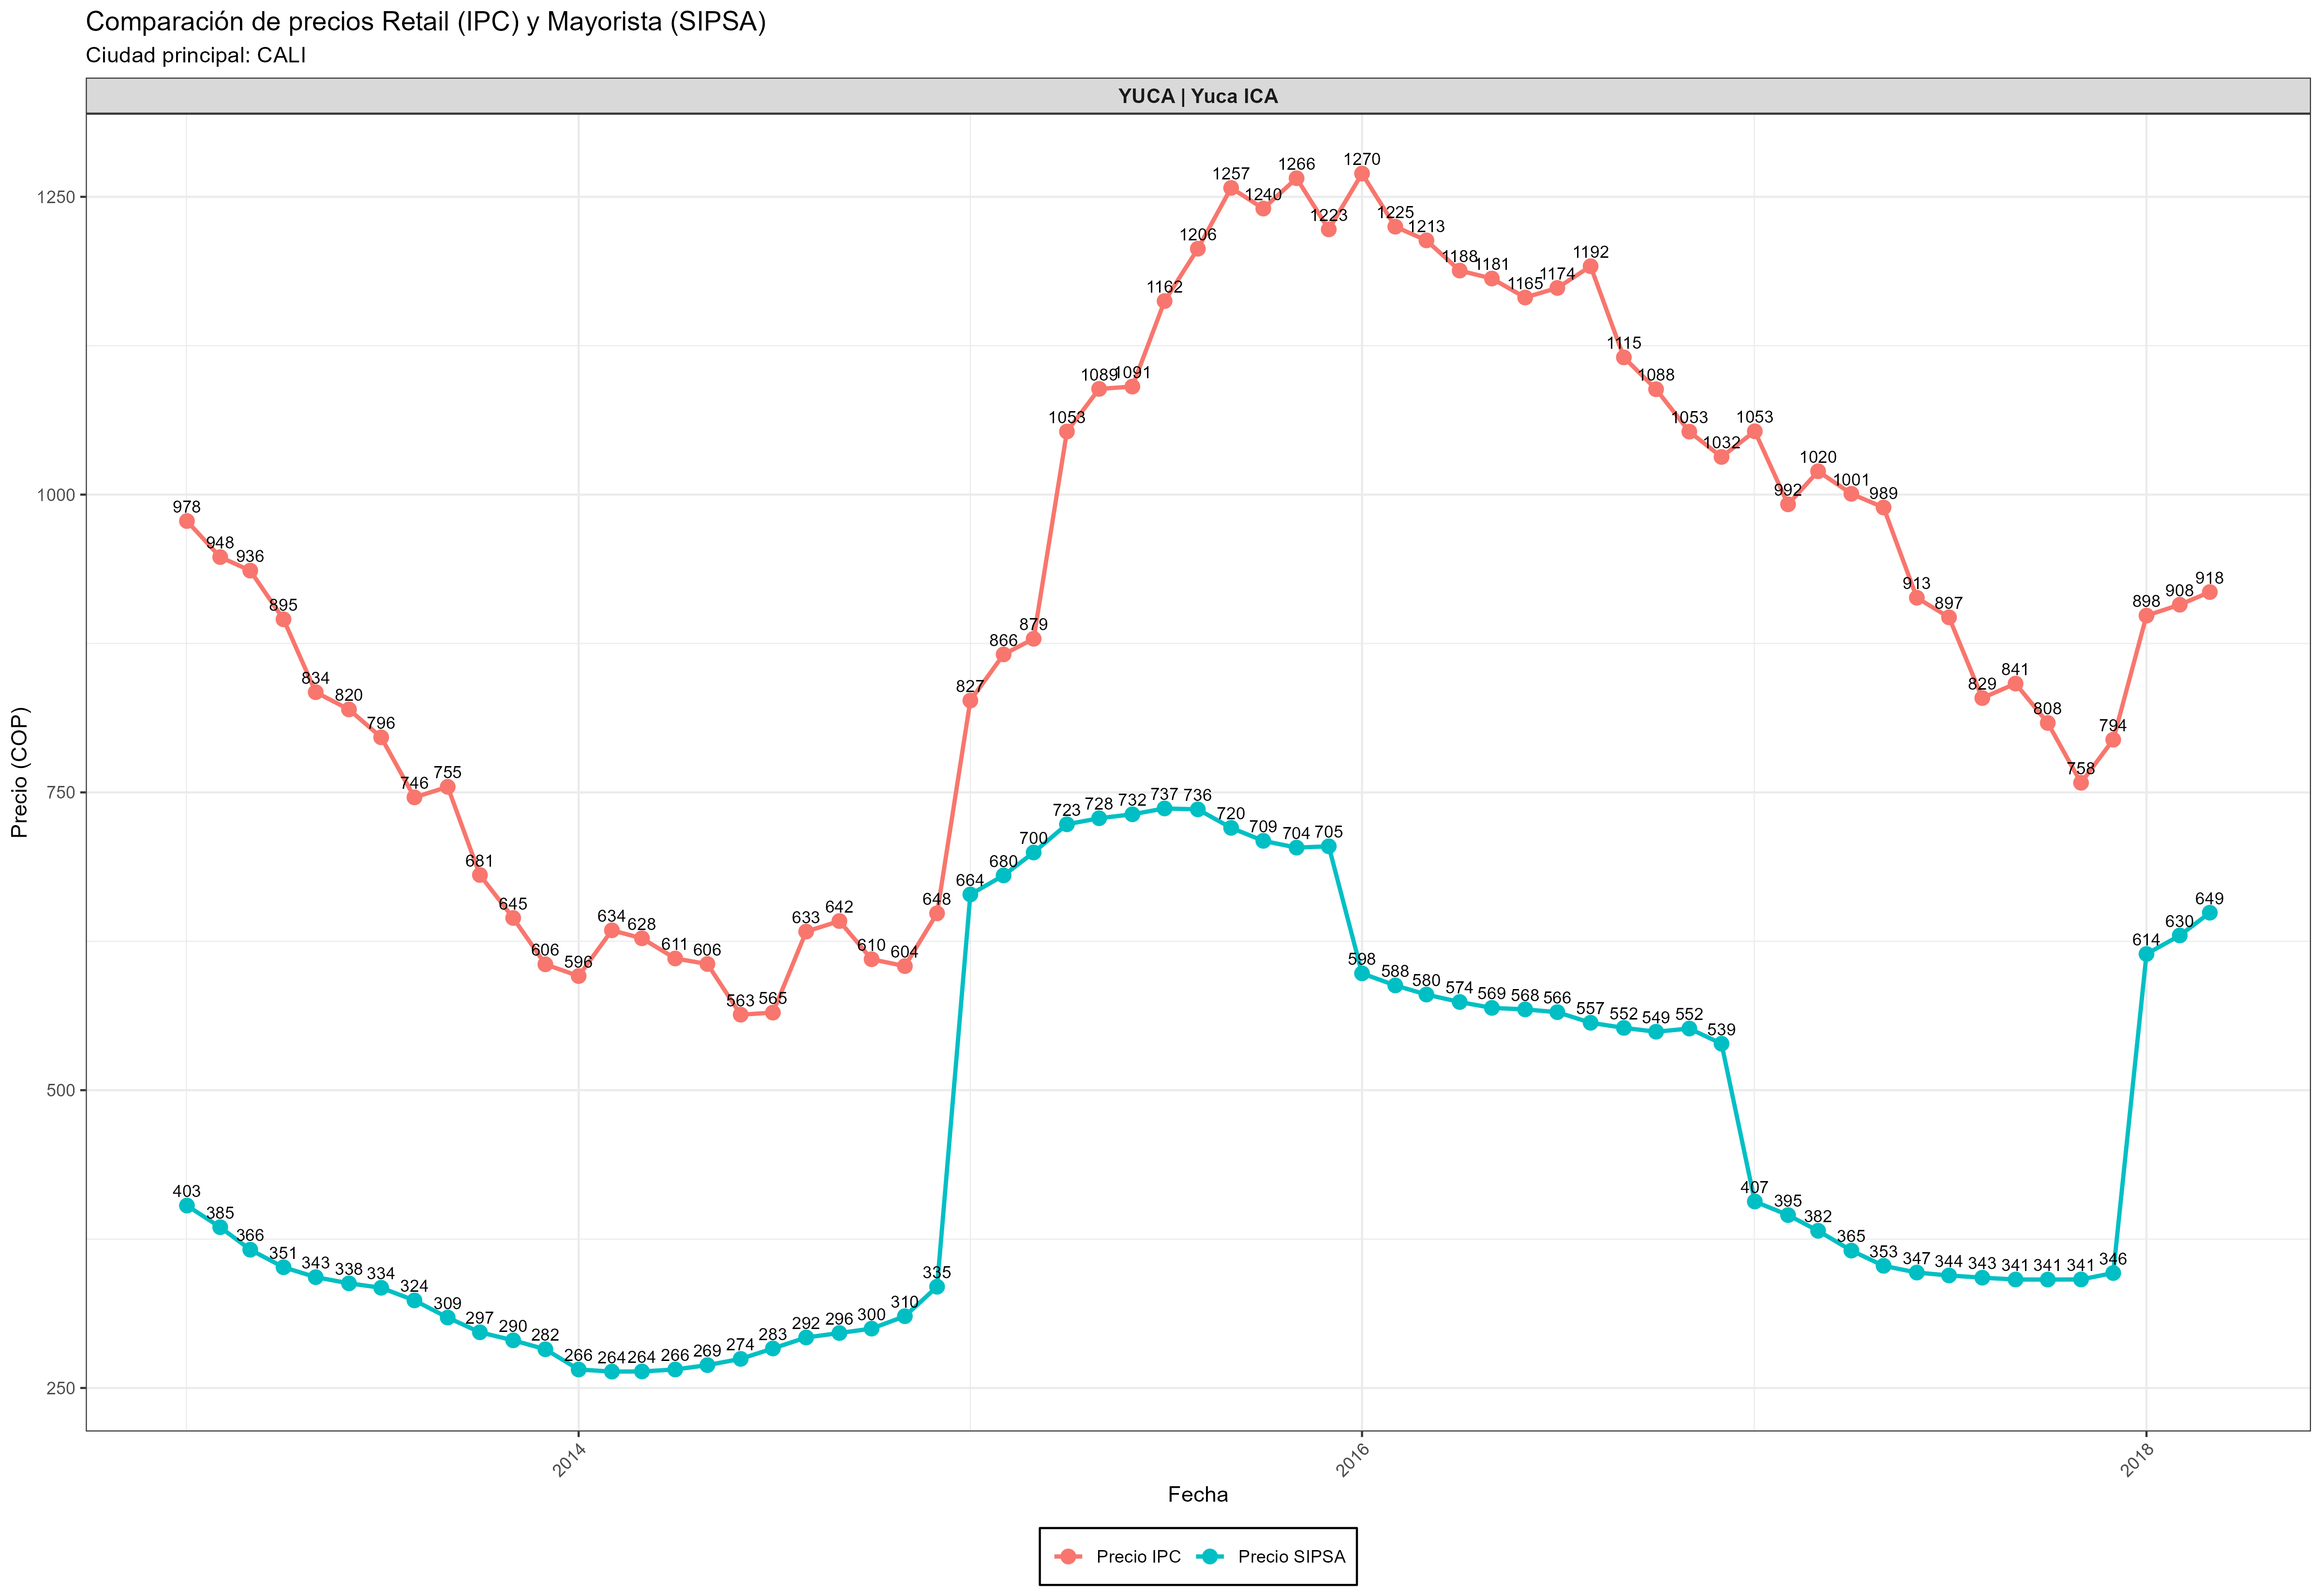 Comparación de precios Retail (IPC) y Mayorista (SIPSA)
Ciudad principal: CALI
YUCA | Yuca ICA
Precio (COP)
1250
1000
750
500
250
978 948 936 895 834 820 796 746 755 681 645 606 596 634 628 611 606 563 565 633 642 610 604 648 827 866 879 1053 1089 1091 1162 1206 1257 1240 1266 1223 1270 1225 1213 1188 1181 1165 1174 1192 1115 1088 1053 1032 1053 992 1020 1001 989 913 897 829 841 808 758 794 898 908 918
403 385 366 351 343 338 334 324 309 297 290 282 266 264 264 266 269 274 283 292 296 300 310 335 664 680 700 723 728 732 737 736 720 709 704 705 598 588 580 574 569 568 566 557 552 549 552 539 407 395 382 365 353 347 344 343 341 341 341 346 614 630 649
2014 2016 2018
Fecha
Precio IPC Precio SIPSA